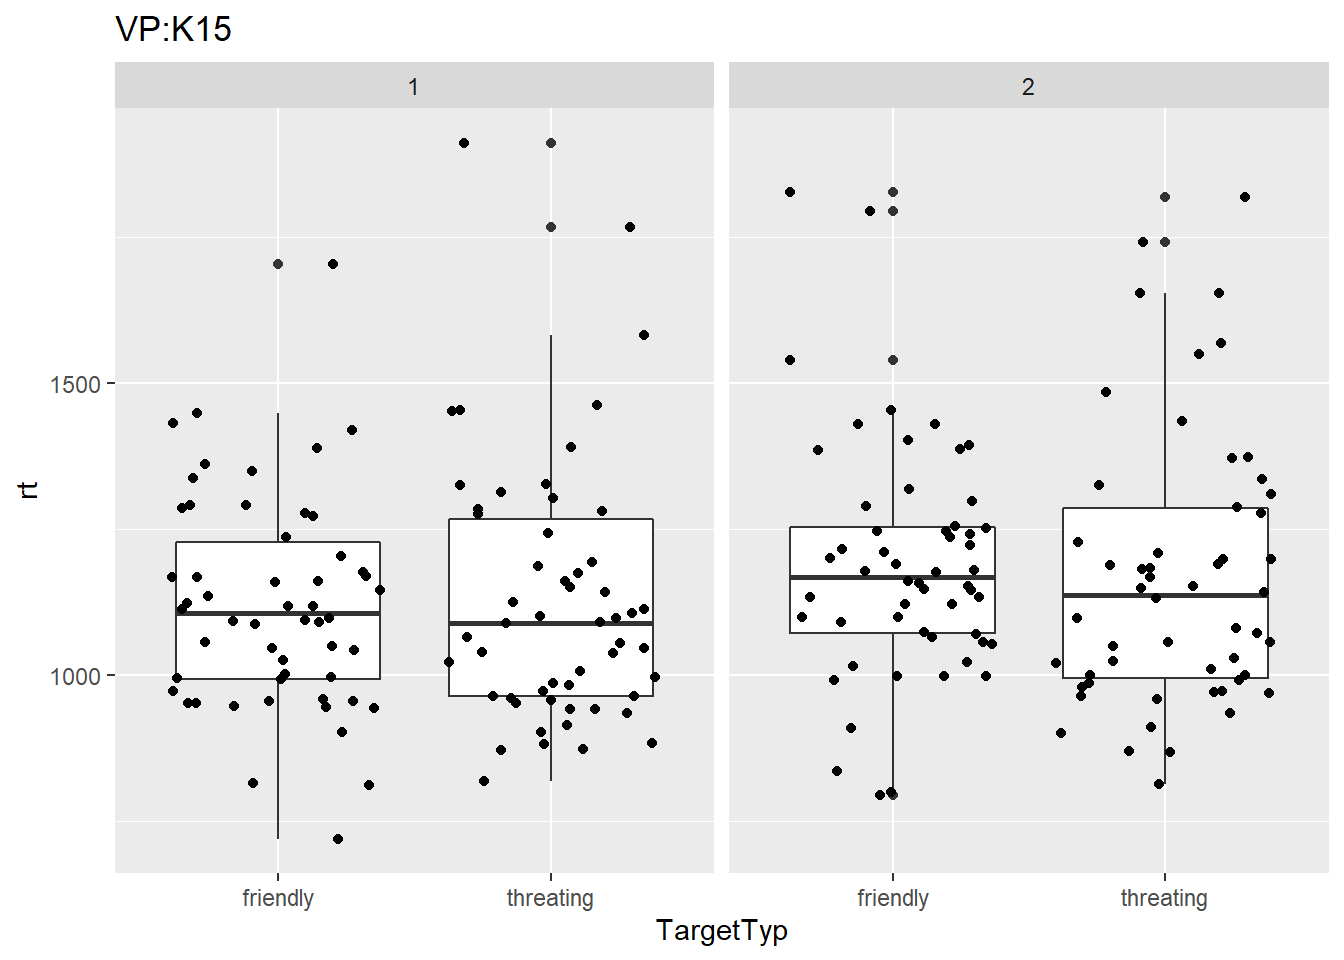 VP:K15
1
2
rt
1500
1000
friendly
threating
friendly
threating
TargetTyp